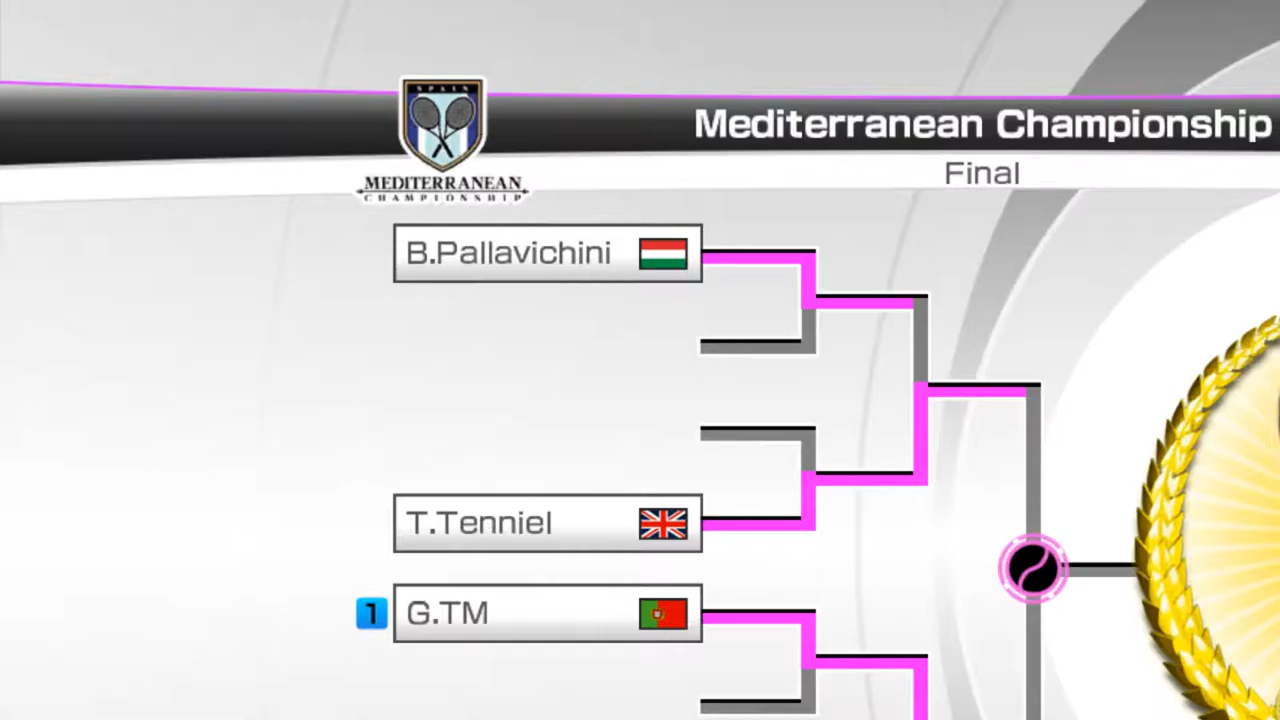 SPAIN
Mediterranean Championship
MEDITERRANEAN
CHAMPIONSHIP
Final
B.Pallavichini
T.Tenniel
1 G.TM